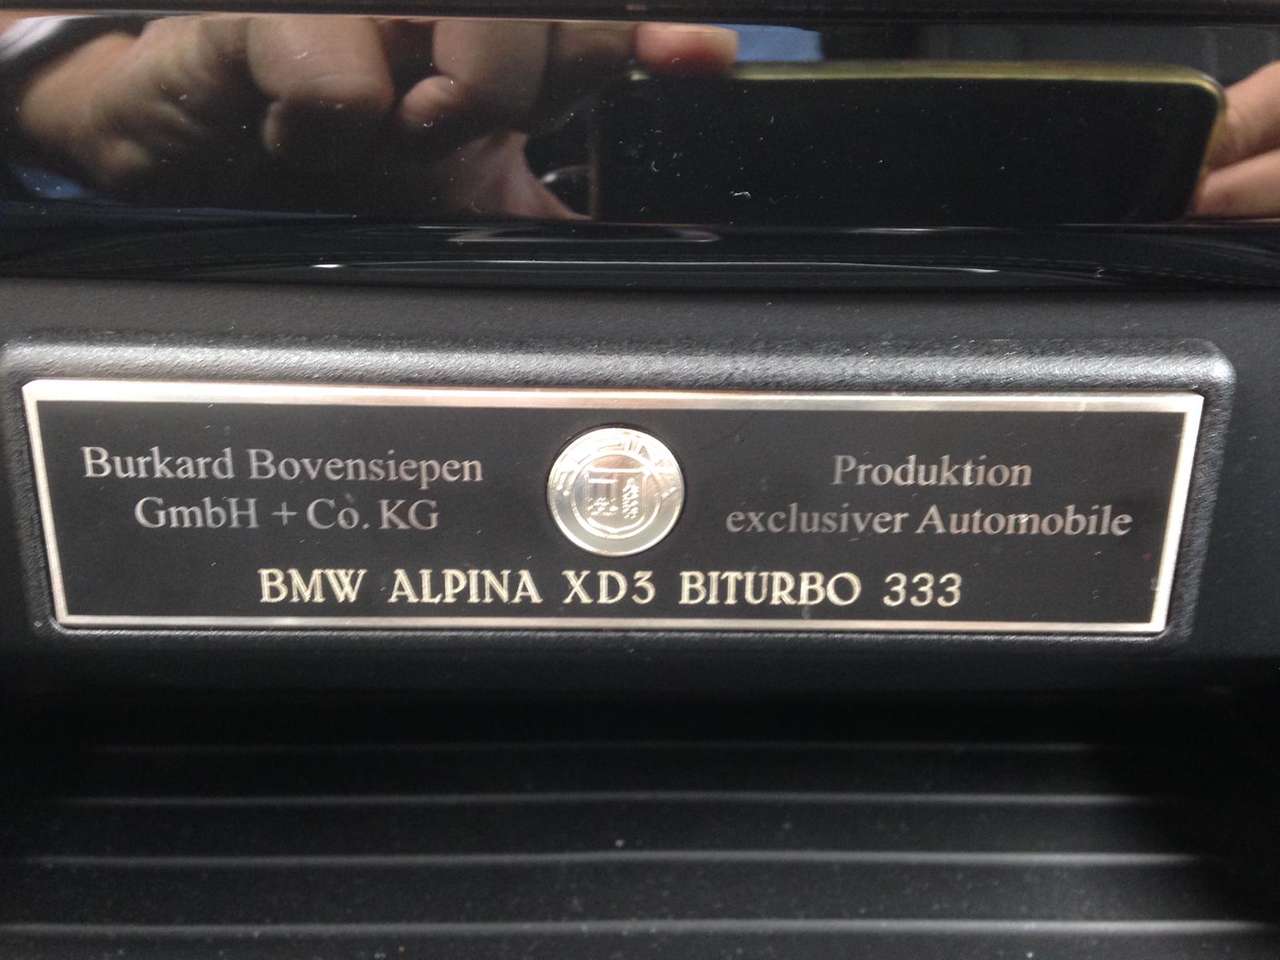 Burkard Bovensiepen
GmbH + Co. KG
Produktion
exclusiver Automobile
BMW ALPINA XD3 BITURBO 333